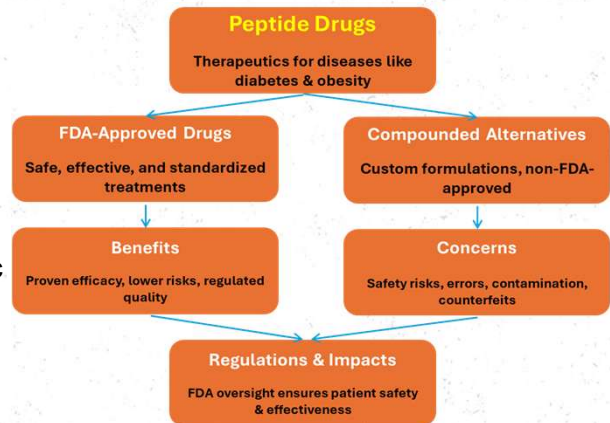 Peptide Drugs
Therapeutics for diseases like
diabetes & obesity
FDA-Approved Drugs
Safe, effective, and standardized
treatments
Compounded Alternatives
Custom formulations, non-FDA-
approved
Benefits
Proven efficacy, lower risks, regulated
quality
Concerns
Safety risks, errors, contamination,
counterfeits
Regulations & Impacts
FDA oversight ensures patient safety
& effectiveness